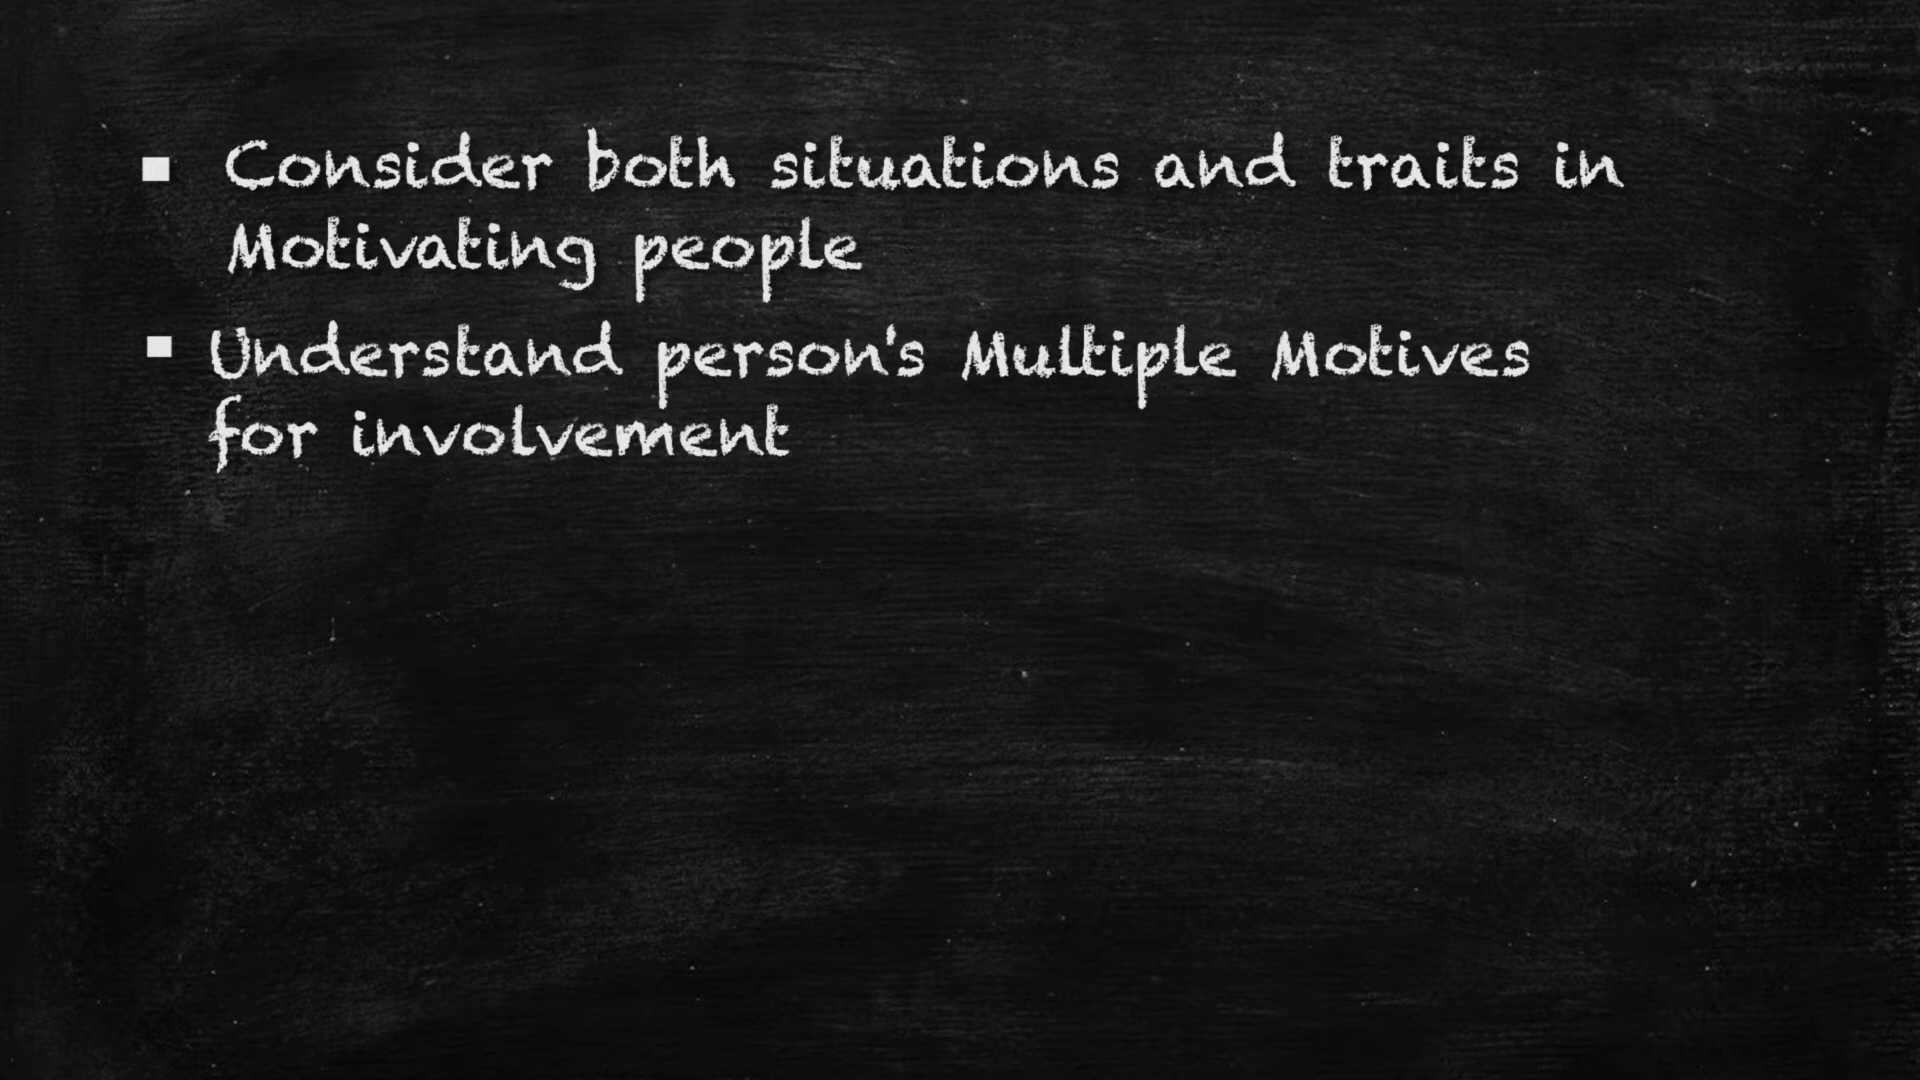 ▪ Consider both situations and traits in
Motivating people
▪ Understand person's Multiple Motives
for involvement